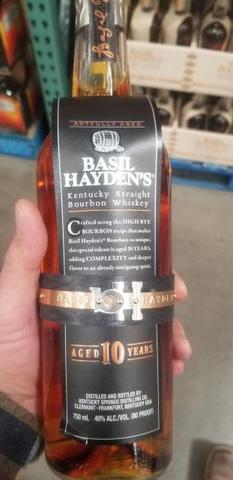 ARTFULLY AGED
BASIL
HAYDEN'S
Kentucky Straight
Bourbon Whiskey
Crafted using the HIGH RYE
BOURBON recipe that makes
Basil Hayden's Bourbon so unique,
this special release is aged 10 YEARS,
adding COMPLEXITY and deeper
flavor to an already intriguing spirit.
BASIL H HAYDEN
AGED 10 YEARS
DISTILLED AND BOTTLED BY
KENTUCKY SPRINGS DISTILLING CO.
CLERMONT-FRANKFORT, KENTUCKY USA
750 mL 40% ALC./VOL. (80 PROOF)